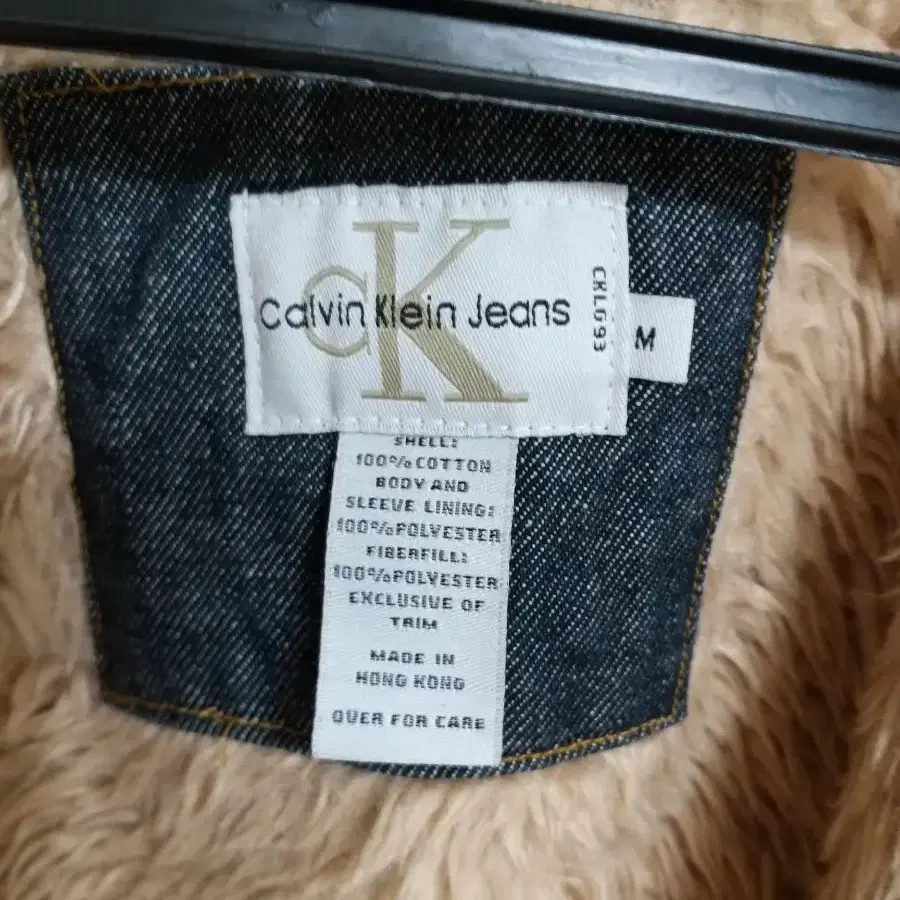 CK
Calvin Klein Jeans
CKLG93
M
SHELL:
100% COTTON
BODY AND
SLEEVE LINING:
100% POLYESTER
FIBERFILL:
100% POLYESTER
EXCLUSIVE OF
TRIM
MADE IN
HONG KONG
OVER FOR CARE